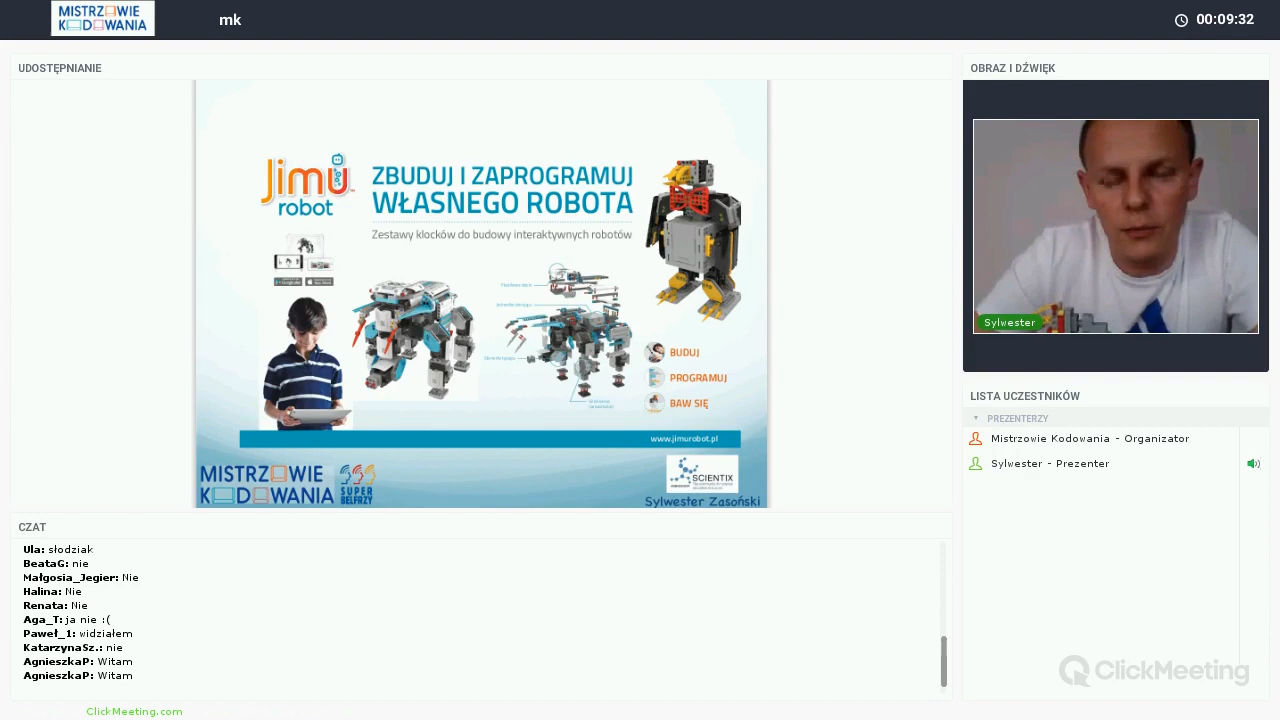 MISTRZOWIE
KODOWANIA
mk
00:09:32
UDOSTĘPNIANIE
Jimu
robot
ZBUDUJ I ZAPROGRAMUJ
WŁASNEGO ROBOTA
Zestawy klocków do budowy interaktywnych robotów
BUDUJ
PROGRAMUJ
BAW SIĘ
www.jimurobot.pl
MISTRZOWIE
KODOWANIA
SUPER
BELFRZY
SCIENTIX
Sylwester Zasoński
OBRAZ I DŹWIĘK
Sylwester
LISTA UCZESTNIKÓW
PREZENTERZY
Mistrzowie Kodowania - Organizator
Sylwester - Prezenter
CZAT
Ula: słodziak
BeataG: nie
Małgosia_Jegier: Nie
Halina: Nie
Renata: Nie
Aga_T: ja nie :(
Paweł_1: widziałem
KatarzynaSz.: nie
AgnieszkaP: Witam
AgnieszkaP: Witam
ClickMeeting
ClickMeeting.com